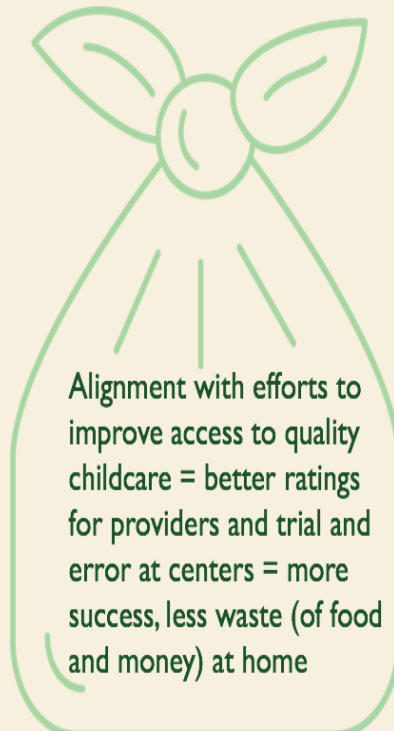 Alignment with efforts to
improve access to quality
childcare = better ratings
for providers and trial and
error at centers = more
success, less waste (of food
and money) at home